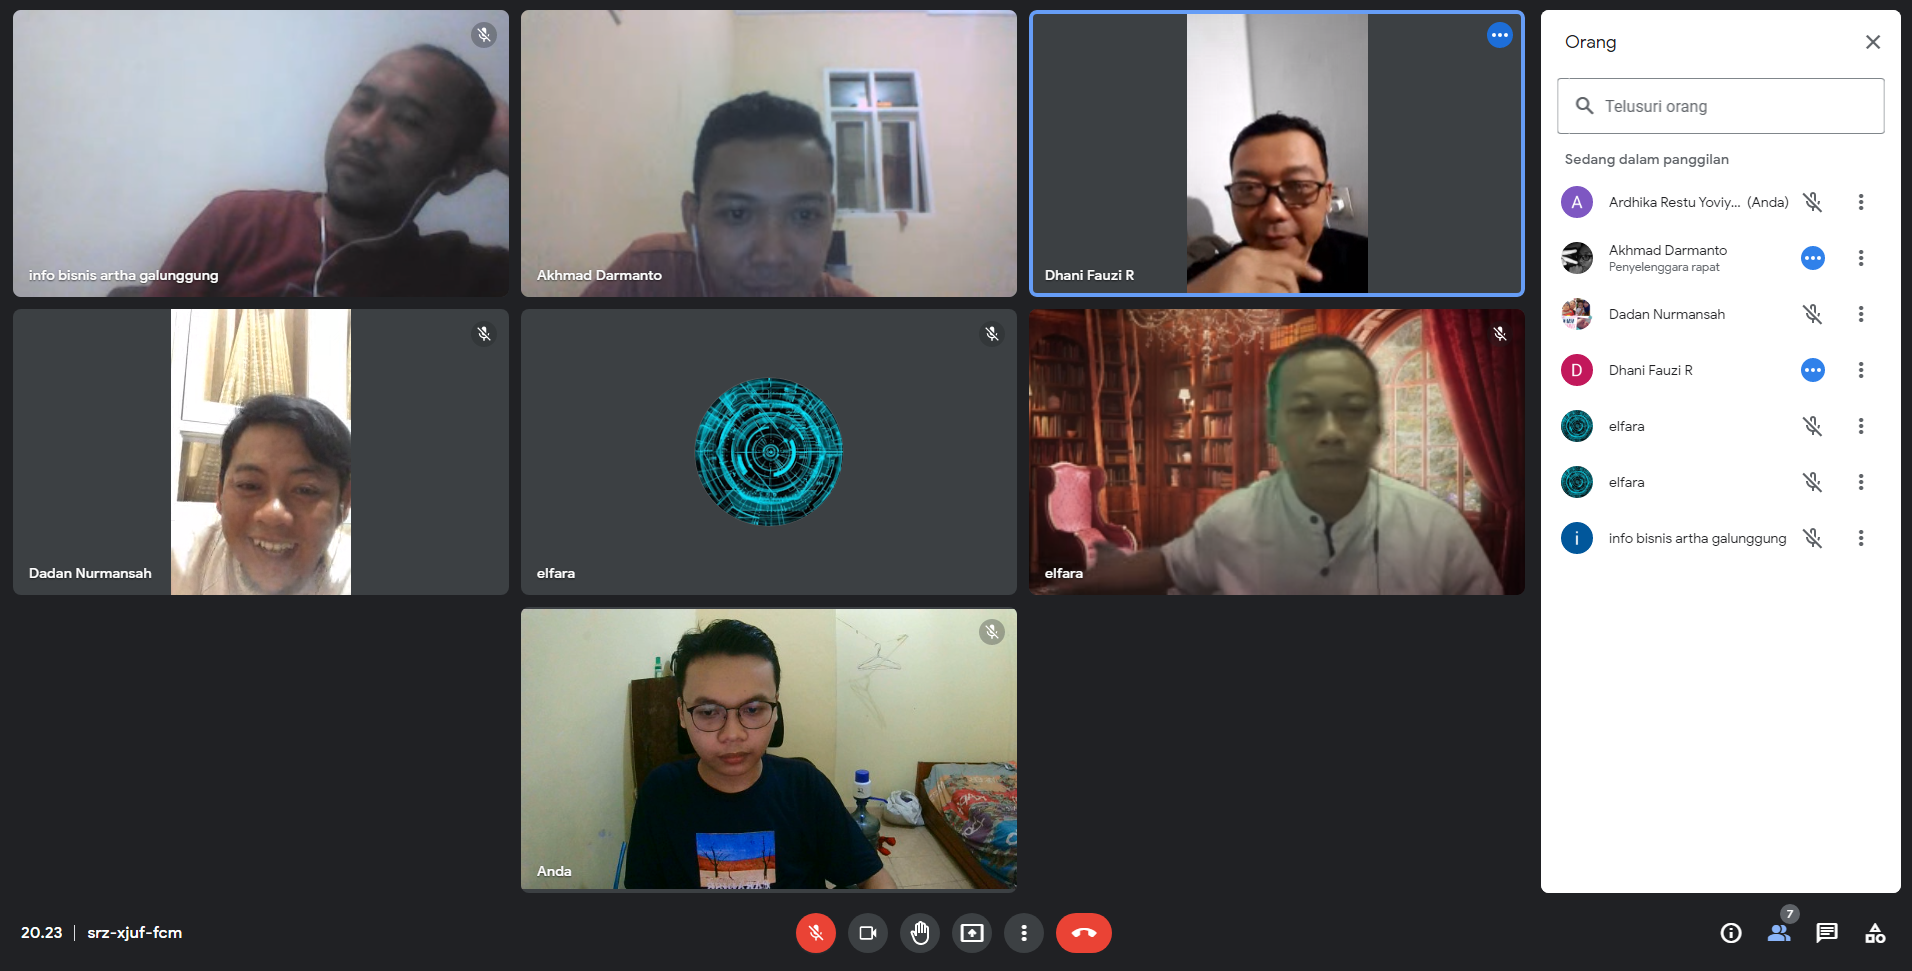 info bisnis artha galunggung
Akhmad Darmanto
Dhani Fauzi R
Dadan Nurmansah
elfara
elfara
Anda
Orang
Telusuri orang
Sedang dalam panggilan
A
Ardhika Restu Yoviy... (Anda)
Akhmad Darmanto
Penyelenggara rapat
Dadan Nurmansah
D
Dhani Fauzi R
elfara
elfara
i
info bisnis artha galunggung
20.23 | srz-xjuf-fcm
7